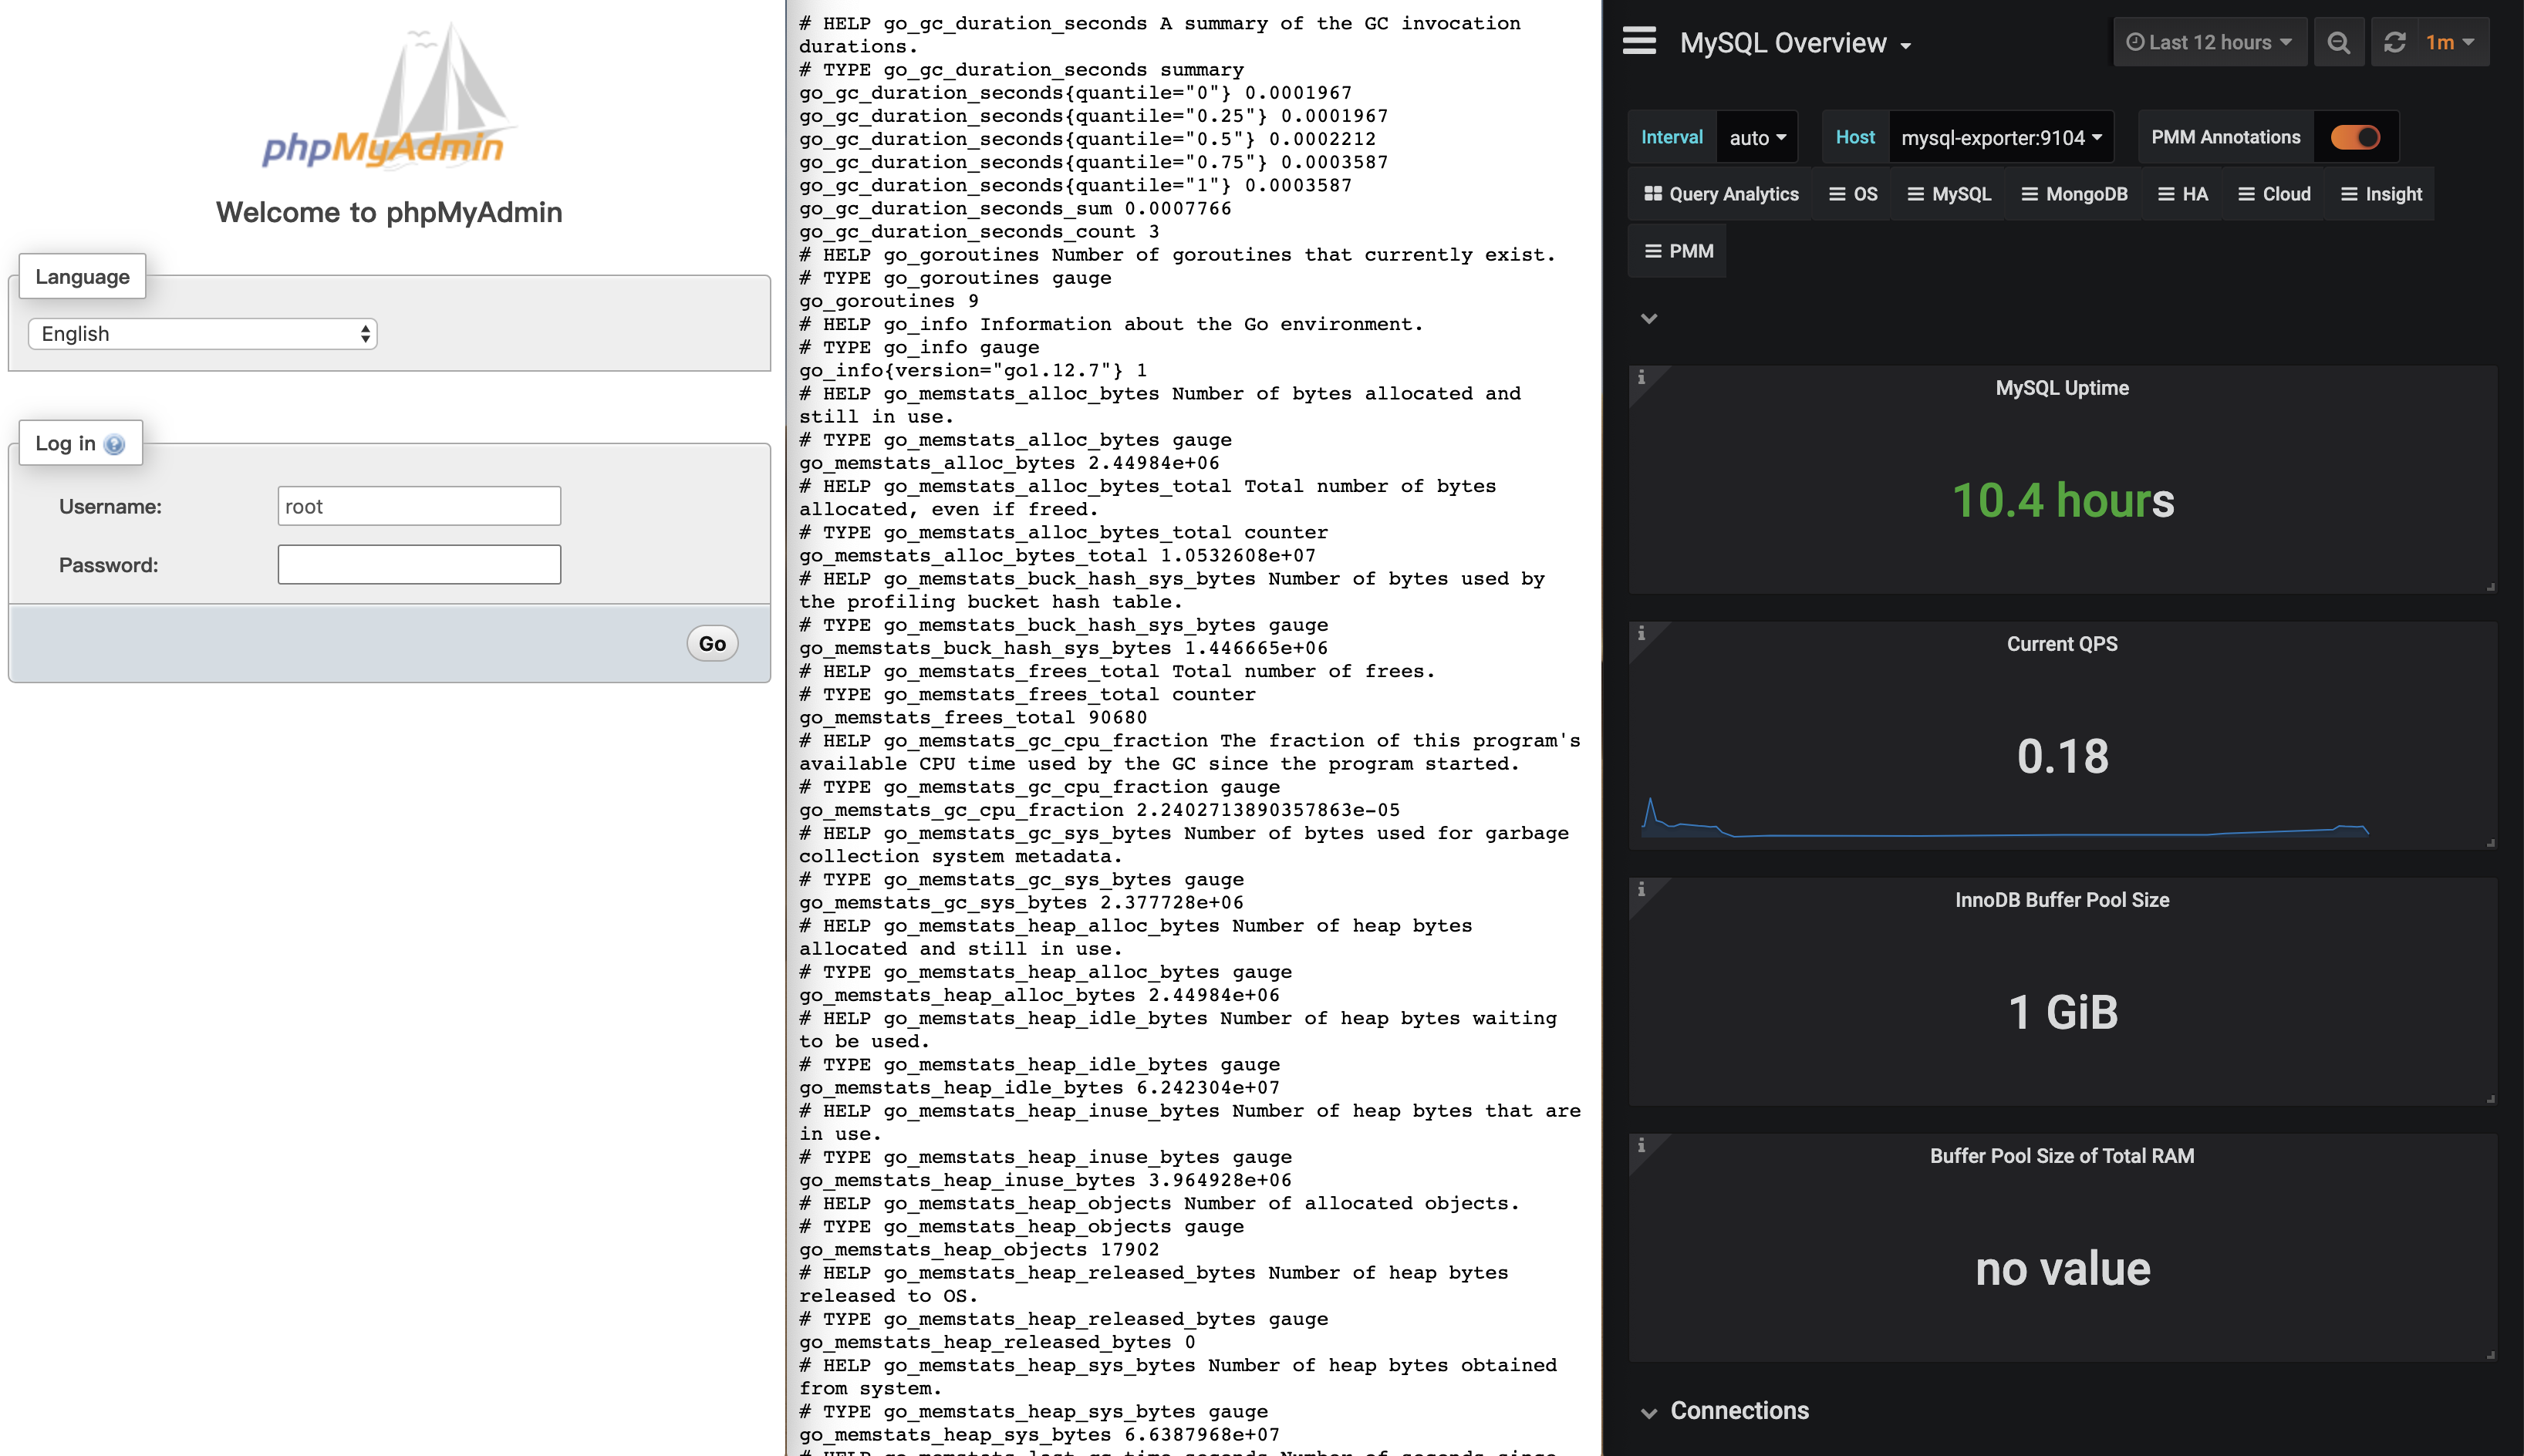 phpMyAdmin
Welcome to phpMyAdmin
Language
English
Log in
Username:
root
Password:
Go
# HELP go_gc_duration_seconds A summary of the GC invocation
durations.
# TYPE go_gc_duration_seconds summary
go_gc_duration_seconds{quantile="0"} 0.0001967
go_gc_duration_seconds{quantile="0.25"} 0.0001967
go_gc_duration_seconds{quantile="0.5"} 0.0002212
go_gc_duration_seconds{quantile="0.75"} 0.0003587
go_gc_duration_seconds{quantile="1"} 0.0003587
go_gc_duration_seconds_sum 0.0007766
go_gc_duration_seconds_count 3
# HELP go_goroutines Number of goroutines that currently exist.
# TYPE go_goroutines gauge
go_goroutines 9
# HELP go_info Information about the Go environment.
# TYPE go_info gauge
go_info{version="go1.12.7"} 1
# HELP go_memstats_alloc_bytes Number of bytes allocated and
still in use.
# TYPE go_memstats_alloc_bytes gauge
go_memstats_alloc_bytes 2.44984e+06
# HELP go_memstats_alloc_bytes_total Total number of bytes
allocated, even if freed.
# TYPE go_memstats_alloc_bytes_total counter
go_memstats_alloc_bytes_total 1.0532608e+07
# HELP go_memstats_buck_hash_sys_bytes Number of bytes used by
the profiling bucket hash table.
# TYPE go_memstats_buck_hash_sys_bytes gauge
go_memstats_buck_hash_sys_bytes 1.446665e+06
# HELP go_memstats_frees_total Total number of frees.
# TYPE go_memstats_frees_total counter
go_memstats_frees_total 90680
# HELP go_memstats_gc_cpu_fraction The fraction of this program's
available CPU time used by the GC since the program started.
# TYPE go_memstats_gc_cpu_fraction gauge
go_memstats_gc_cpu_fraction 2.2402713890357863e-05
# HELP go_memstats_gc_sys_bytes Number of bytes used for garbage
collection system metadata.
# TYPE go_memstats_gc_sys_bytes gauge
go_memstats_gc_sys_bytes 2.377728e+06
# HELP go_memstats_heap_alloc_bytes Number of heap bytes
allocated and still in use.
# TYPE go_memstats_heap_alloc_bytes gauge
go_memstats_heap_alloc_bytes 2.44984e+06
# HELP go_memstats_heap_idle_bytes Number of heap bytes waiting
to be used.
# TYPE go_memstats_heap_idle_bytes gauge
go_memstats_heap_idle_bytes 6.242304e+07
# HELP go_memstats_heap_inuse_bytes Number of heap bytes that are
in use.
# TYPE go_memstats_heap_inuse_bytes gauge
go_memstats_heap_inuse_bytes 3.964928e+06
# HELP go_memstats_heap_objects Number of allocated objects.
# TYPE go_memstats_heap_objects gauge
go_memstats_heap_objects 17902
# HELP go_memstats_heap_released_bytes Number of heap bytes
released to OS.
# TYPE go_memstats_heap_released_bytes gauge
go_memstats_heap_released_bytes 0
# HELP go_memstats_heap_sys_bytes Number of heap bytes obtained
from system.
# TYPE go_memstats_heap_sys_bytes gauge
go_memstats_heap_sys_bytes 6.6387968e+07
MySQL Overview
Last 12 hours
1m
Interval auto Host mysql-exporter:9104 PMM Annotations
Query Analytics OS MySQL MongoDB HA Cloud Insight
PMM
MySQL Uptime
10.4 hours
Current QPS
0.18
InnoDB Buffer Pool Size
1 GiB
Buffer Pool Size of Total RAM
no value
Connections